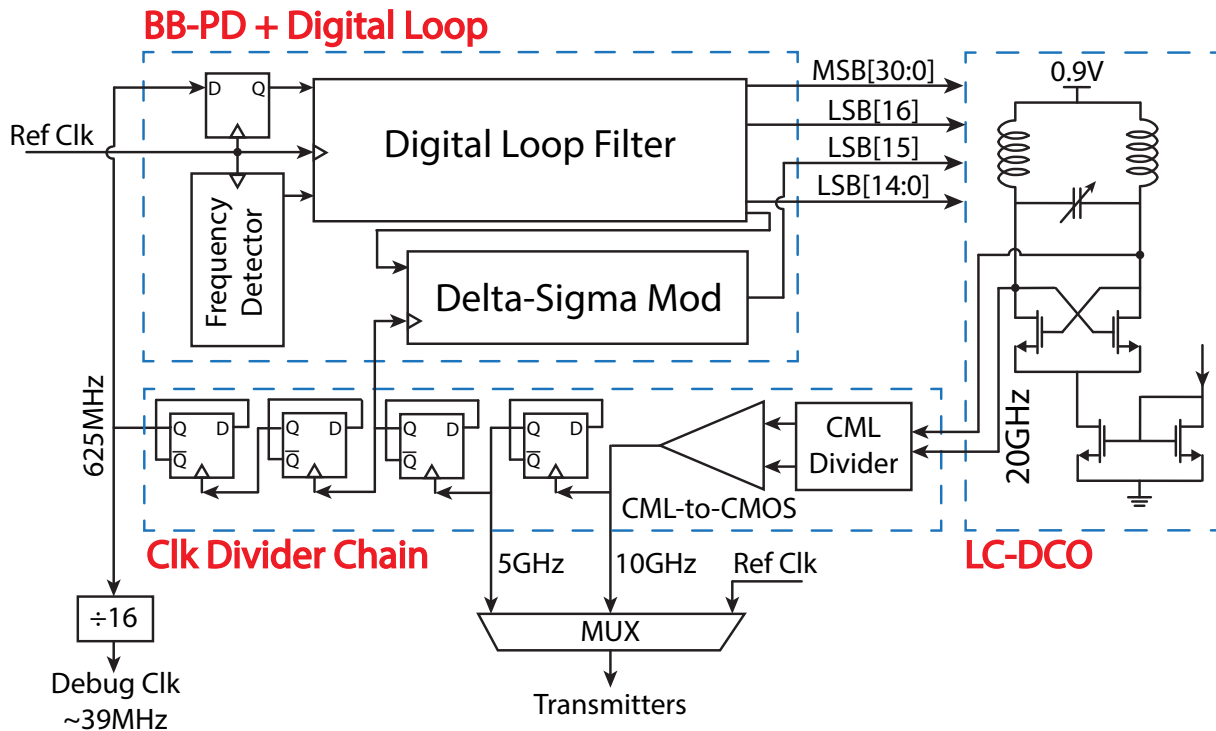 BB-PD + Digital Loop
MSB[30:0]
0.9V
D
Q
LSB[16]
Ref Clk
Digital Loop Filter
LSB[15]
LSB[14:0]
Frequency
Detector
Delta-Sigma Mod
625MHz
Q
D
Q
Q
D
Q
Q
D
Q
Q
D
Q
CML
Divider
20GHz
CML-to-CMOS
Clk Divider Chain
LC-DCO
5GHz
10GHz
Ref Clk
÷16
MUX
Debug Clk
~39MHz
Transmitters